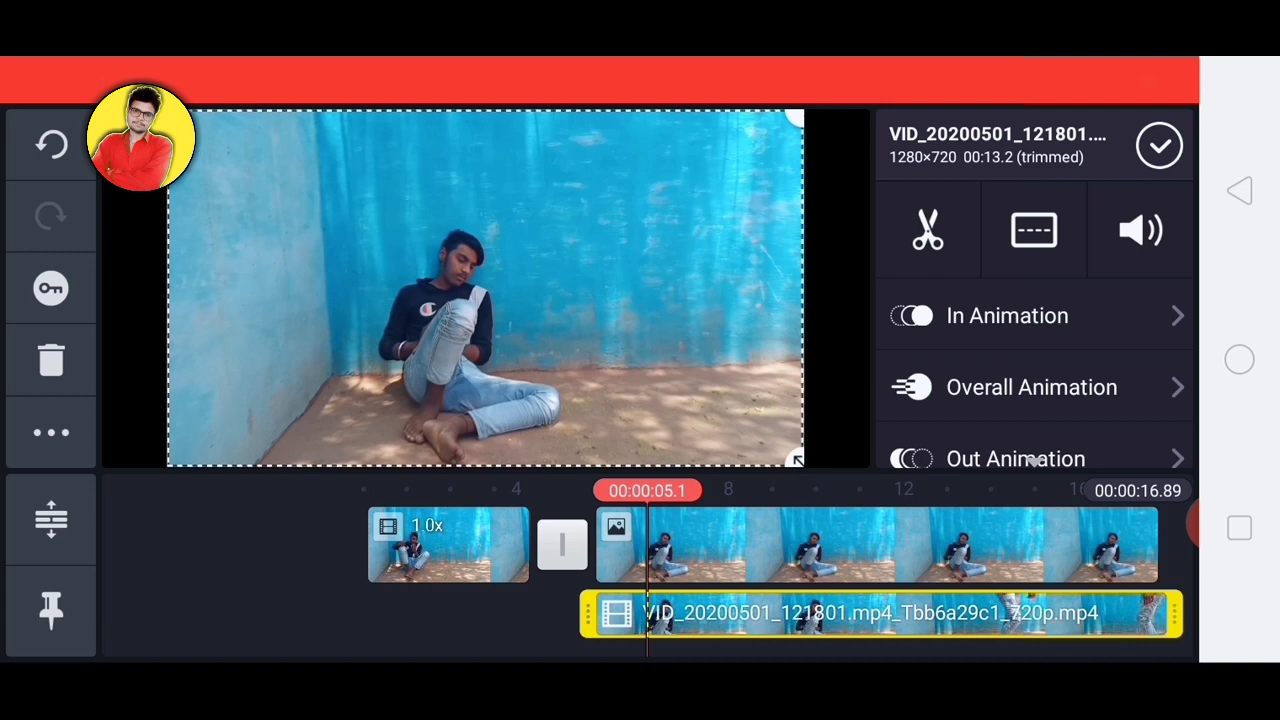 VID_20200501_121801....
1280×720 00:13.2 (trimmed)
In Animation
Overall Animation
Out Animation
4
00:00:05.1
8
12
16
00:00:16.89
1.0x
VID_20200501_121801.mp4_Tbb6a29c1_720p.mp4